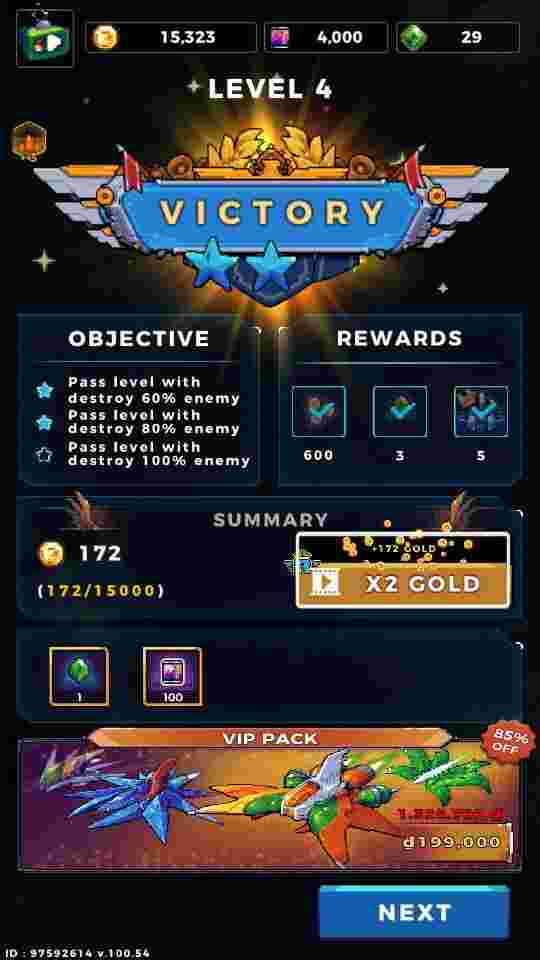 15,323 4,000 29
LEVEL 4
VICTORY
OBJECTIVE
Pass level with
destroy 60% enemy
Pass level with
destroy 80% enemy
Pass level with
destroy 100% enemy
REWARDS
600 3 5
SUMMARY
172
(172/15000)
+172 GOLD
X2 GOLD
1 100
VIP PACK
85%
OFF
đ199,000
NEXT
ID : 97592614 v.100.54